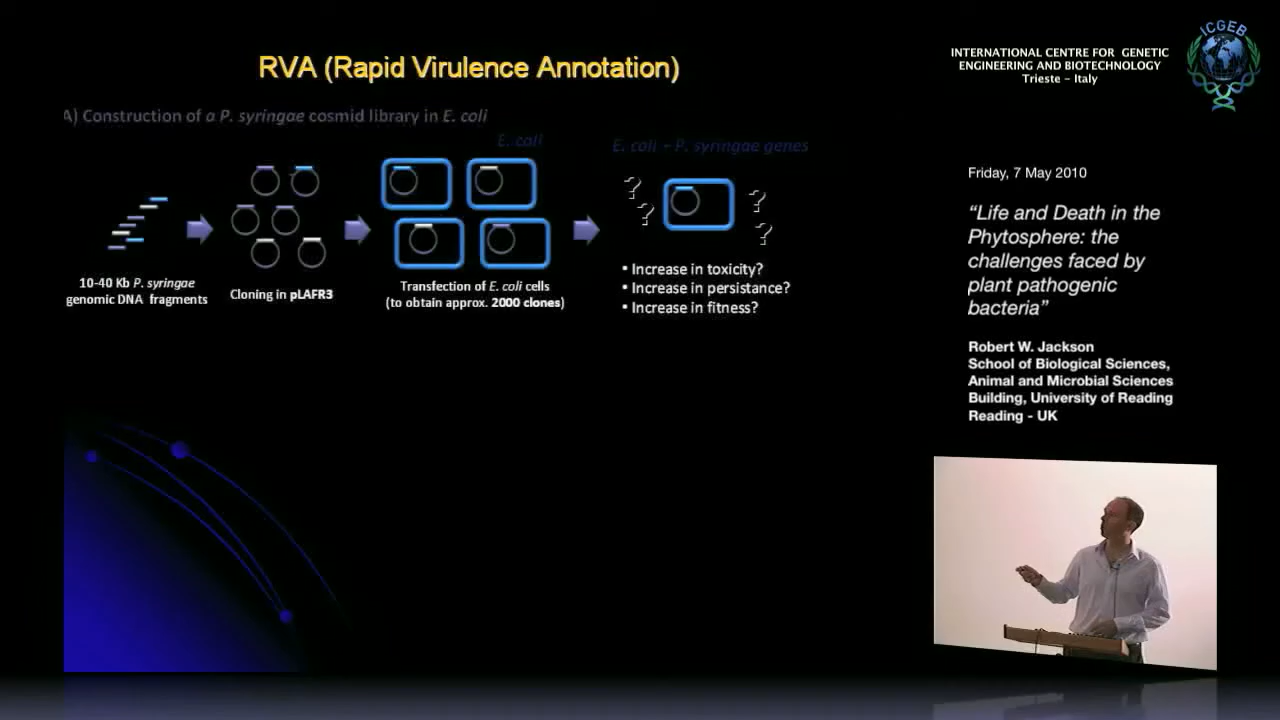 RVA (Rapid Virulence Annotation)
A) Construction of a P. syringae cosmid library in E. coli
E. coli
E. coli + P. syringae genes
10-40 Kb P. syringae
genomic DNA fragments
Cloning in pLAFR3
Transfection of E. coli cells
(to obtain approx. 2000 clones)
?
?
?
?
• Increase in toxicity?
• Increase in persistance?
• Increase in fitness?
INTERNATIONAL CENTRE FOR GENETIC
ENGINEERING AND BIOTECHNOLOGY
Trieste - Italy
ICGEB
Friday, 7 May 2010
“Life and Death in the
Phytosphere: the
challenges faced by
plant pathogenic
bacteria”
Robert W. Jackson
School of Biological Sciences,
Animal and Microbial Sciences
Building, University of Reading
Reading - UK